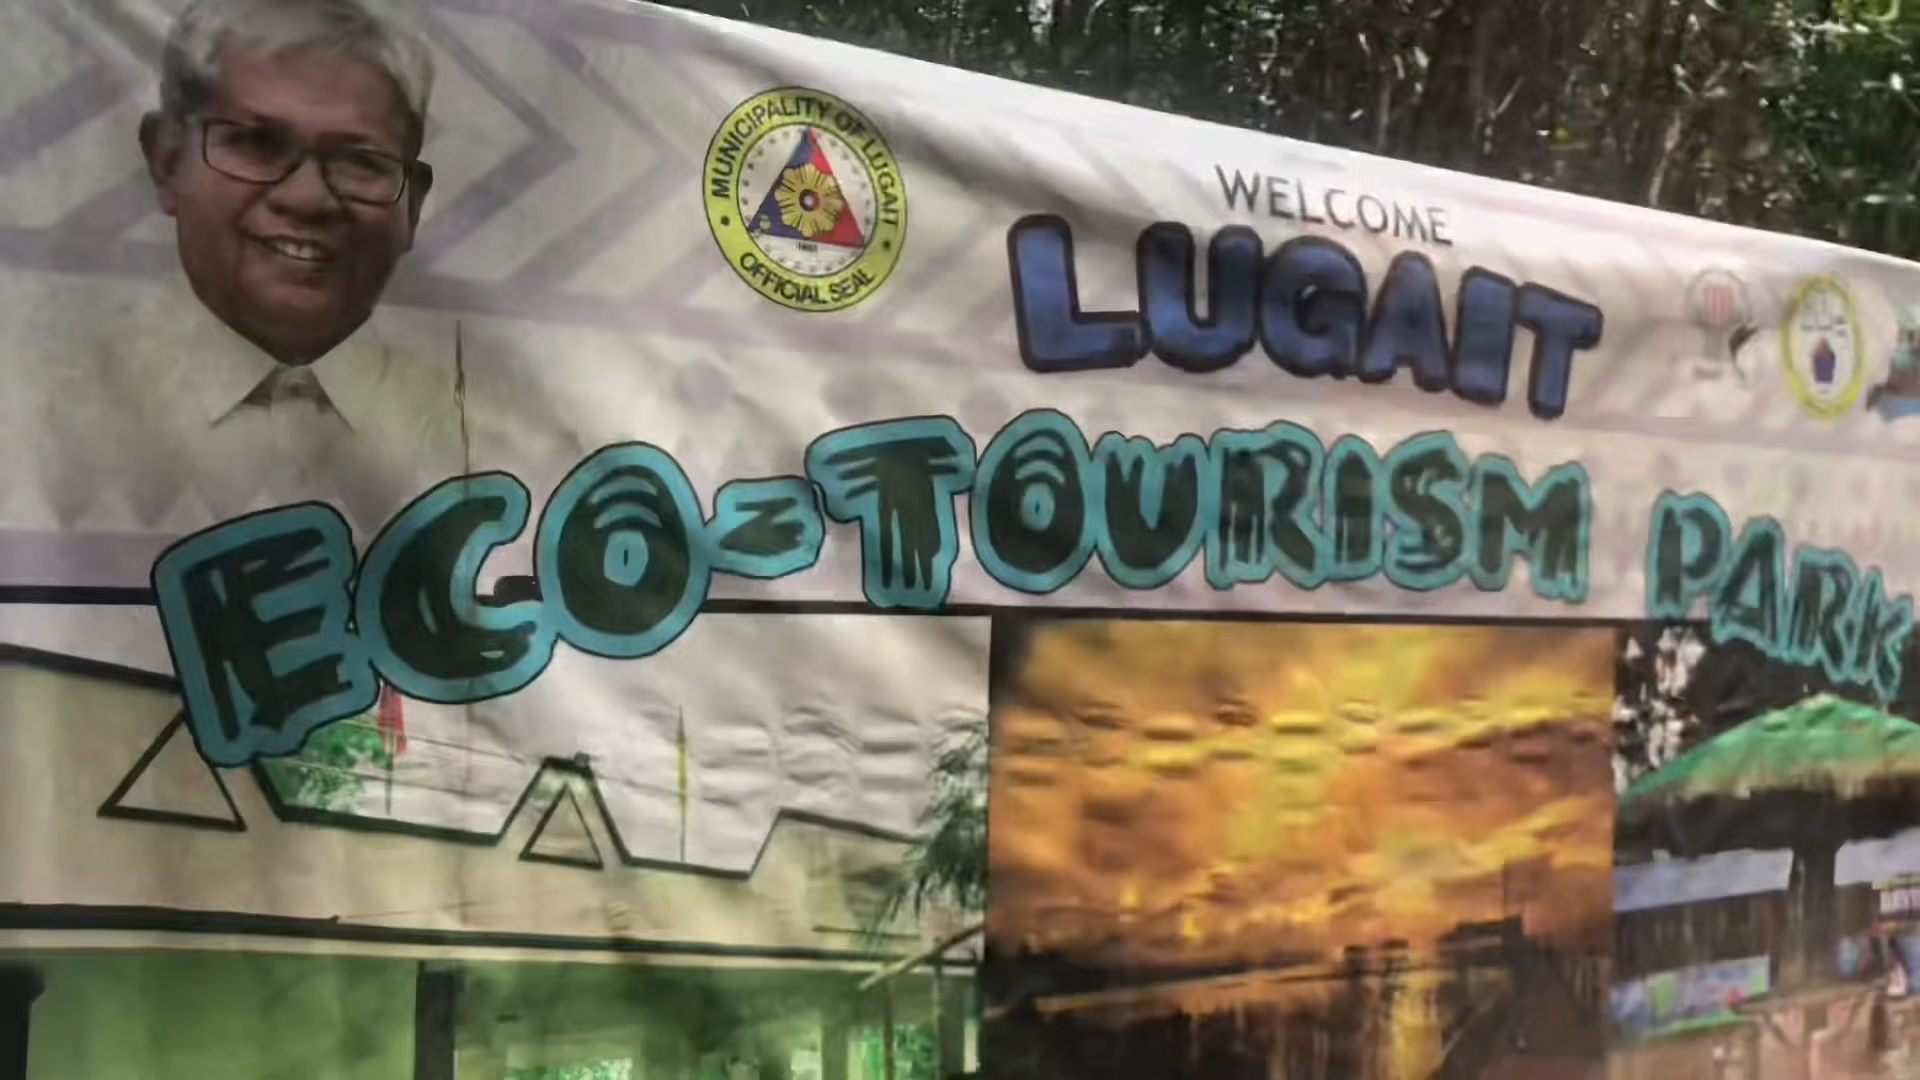 MUNICIPALITY OF LUGAIT
OFFICIAL SEAL
WELCOME
LUGAIT
ECO-TOURISM PARK